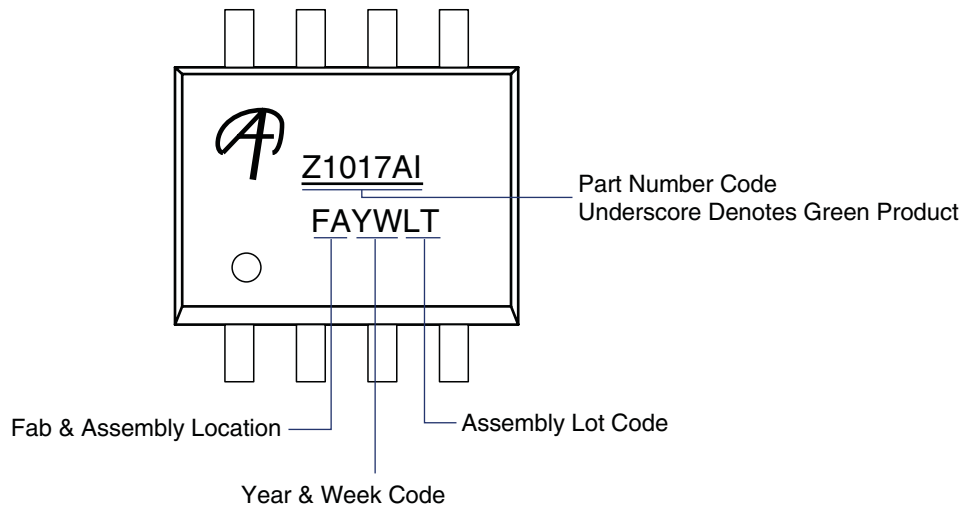 Z1017AI
FAYWLT
Part Number Code
Underscore Denotes Green Product
Fab & Assembly Location
Assembly Lot Code
Year & Week Code